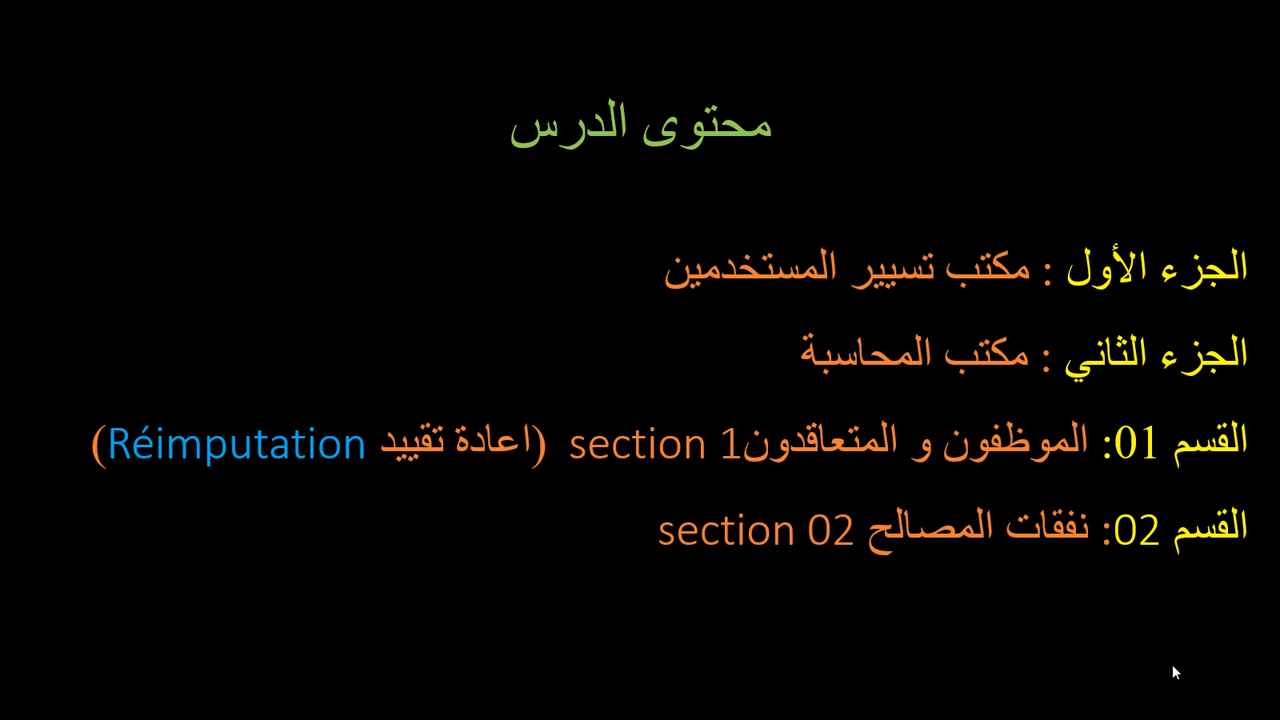 محتوى الدرس
الجزء الأول : مكتب تسيير المستخدمين
الجزء الثاني : مكتب المحاسبة
القسم 01: الموظفون و المتعاقدونsection 1 (اعادة تقييد Réimputation)
القسم 02: نفقات المصالح section 02